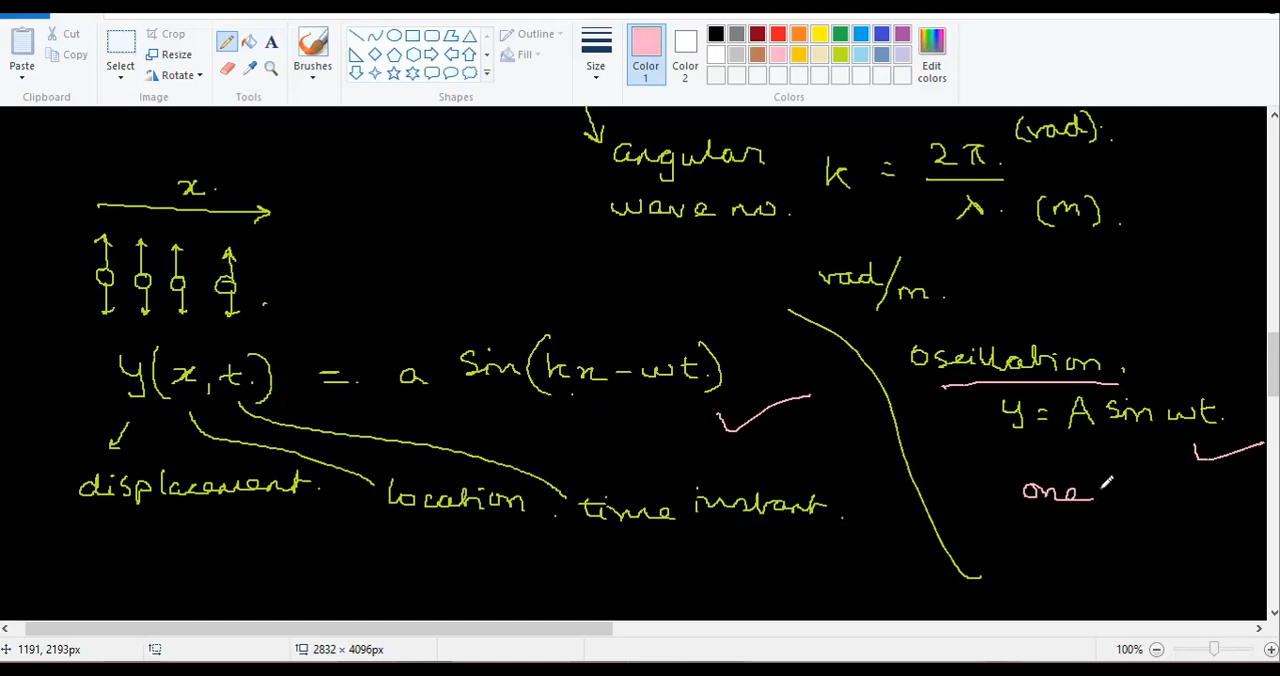 Cut
Copy
Paste
Clipboard
Crop
Resize
Rotate
Select
Image
Tools
Brushes
Outline
Fill
Shapes
Size
Color 1
Color 2
Edit colors
Colors
angular
wave no.
k = 2π. (rad).
λ. (m).
rad/m.
x.
y(x, t.) =. a sin(kx - ωt.)
displacement.
location.
time instant.
oscillation.
y = A sin ωt.
one
1191, 2193px
2832 × 4096px
100%